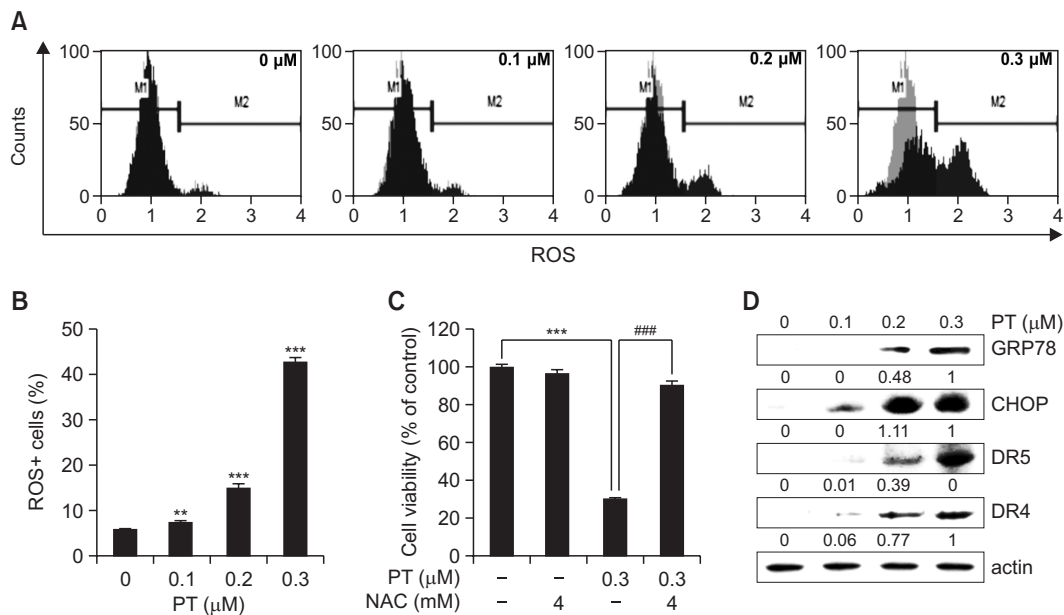 A
0 μM
0.1 μM
0.2 μM
0.3 μM
100
50
0
Counts
M1
M2
0 1 2 3 4
100
50
0
M1
M2
0 1 2 3 4
100
50
0
M1
M2
0 1 2 3 4
100
50
0
M1
M2
0 1 2 3 4
ROS
B
50
40
30
20
10
0
ROS+ cells (%)
**
***
***
0 0.1 0.2 0.3
PT (μM)
C
120
100
80
60
40
20
0
Cell viability (% of control)
***
###
PT (μM) – – 0.3 0.3
NAC (mM) – 4 – 4
D
0 0.1 0.2 0.3 PT (μM)
GRP78
0 0 0.48 1
CHOP
0 0 1.11 1
DR5
0 0.01 0.39 0
DR4
0 0.06 0.77 1
actin